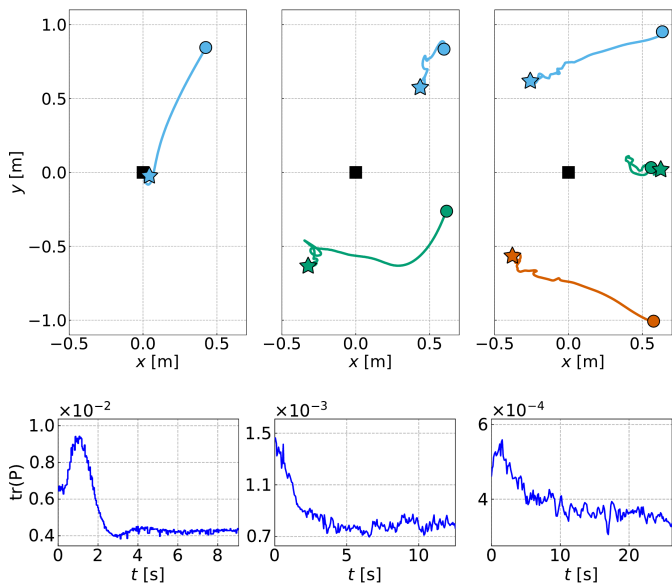 1.0
0.5
0.0
−0.5
−1.0
y [m]
−0.5 0.0 0.5
x [m]
−0.5 0.0 0.5
x [m]
−0.5 0.0 0.5
x [m]
×10⁻²
1.0
0.8
0.6
0.4
tr(P)
0 2 4 6 8
t [s]
×10⁻³
1.5
1.1
0.7
0 5 10
t [s]
×10⁻⁴
6
4
0 10 20
t [s]